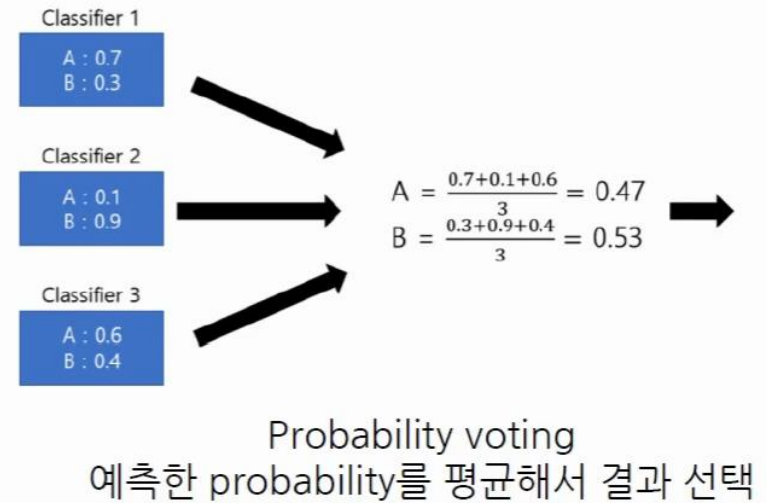 Classifier 1
A : 0.7
B : 0.3
Classifier 2
A : 0.1
B : 0.9
Classifier 3
A : 0.6
B : 0.4
A = \frac{0.7+0.1+0.6}{3} = 0.47
B = \frac{0.3+0.9+0.4}{3} = 0.53
Probability voting
예측한 probability를 평균해서 결과 선택